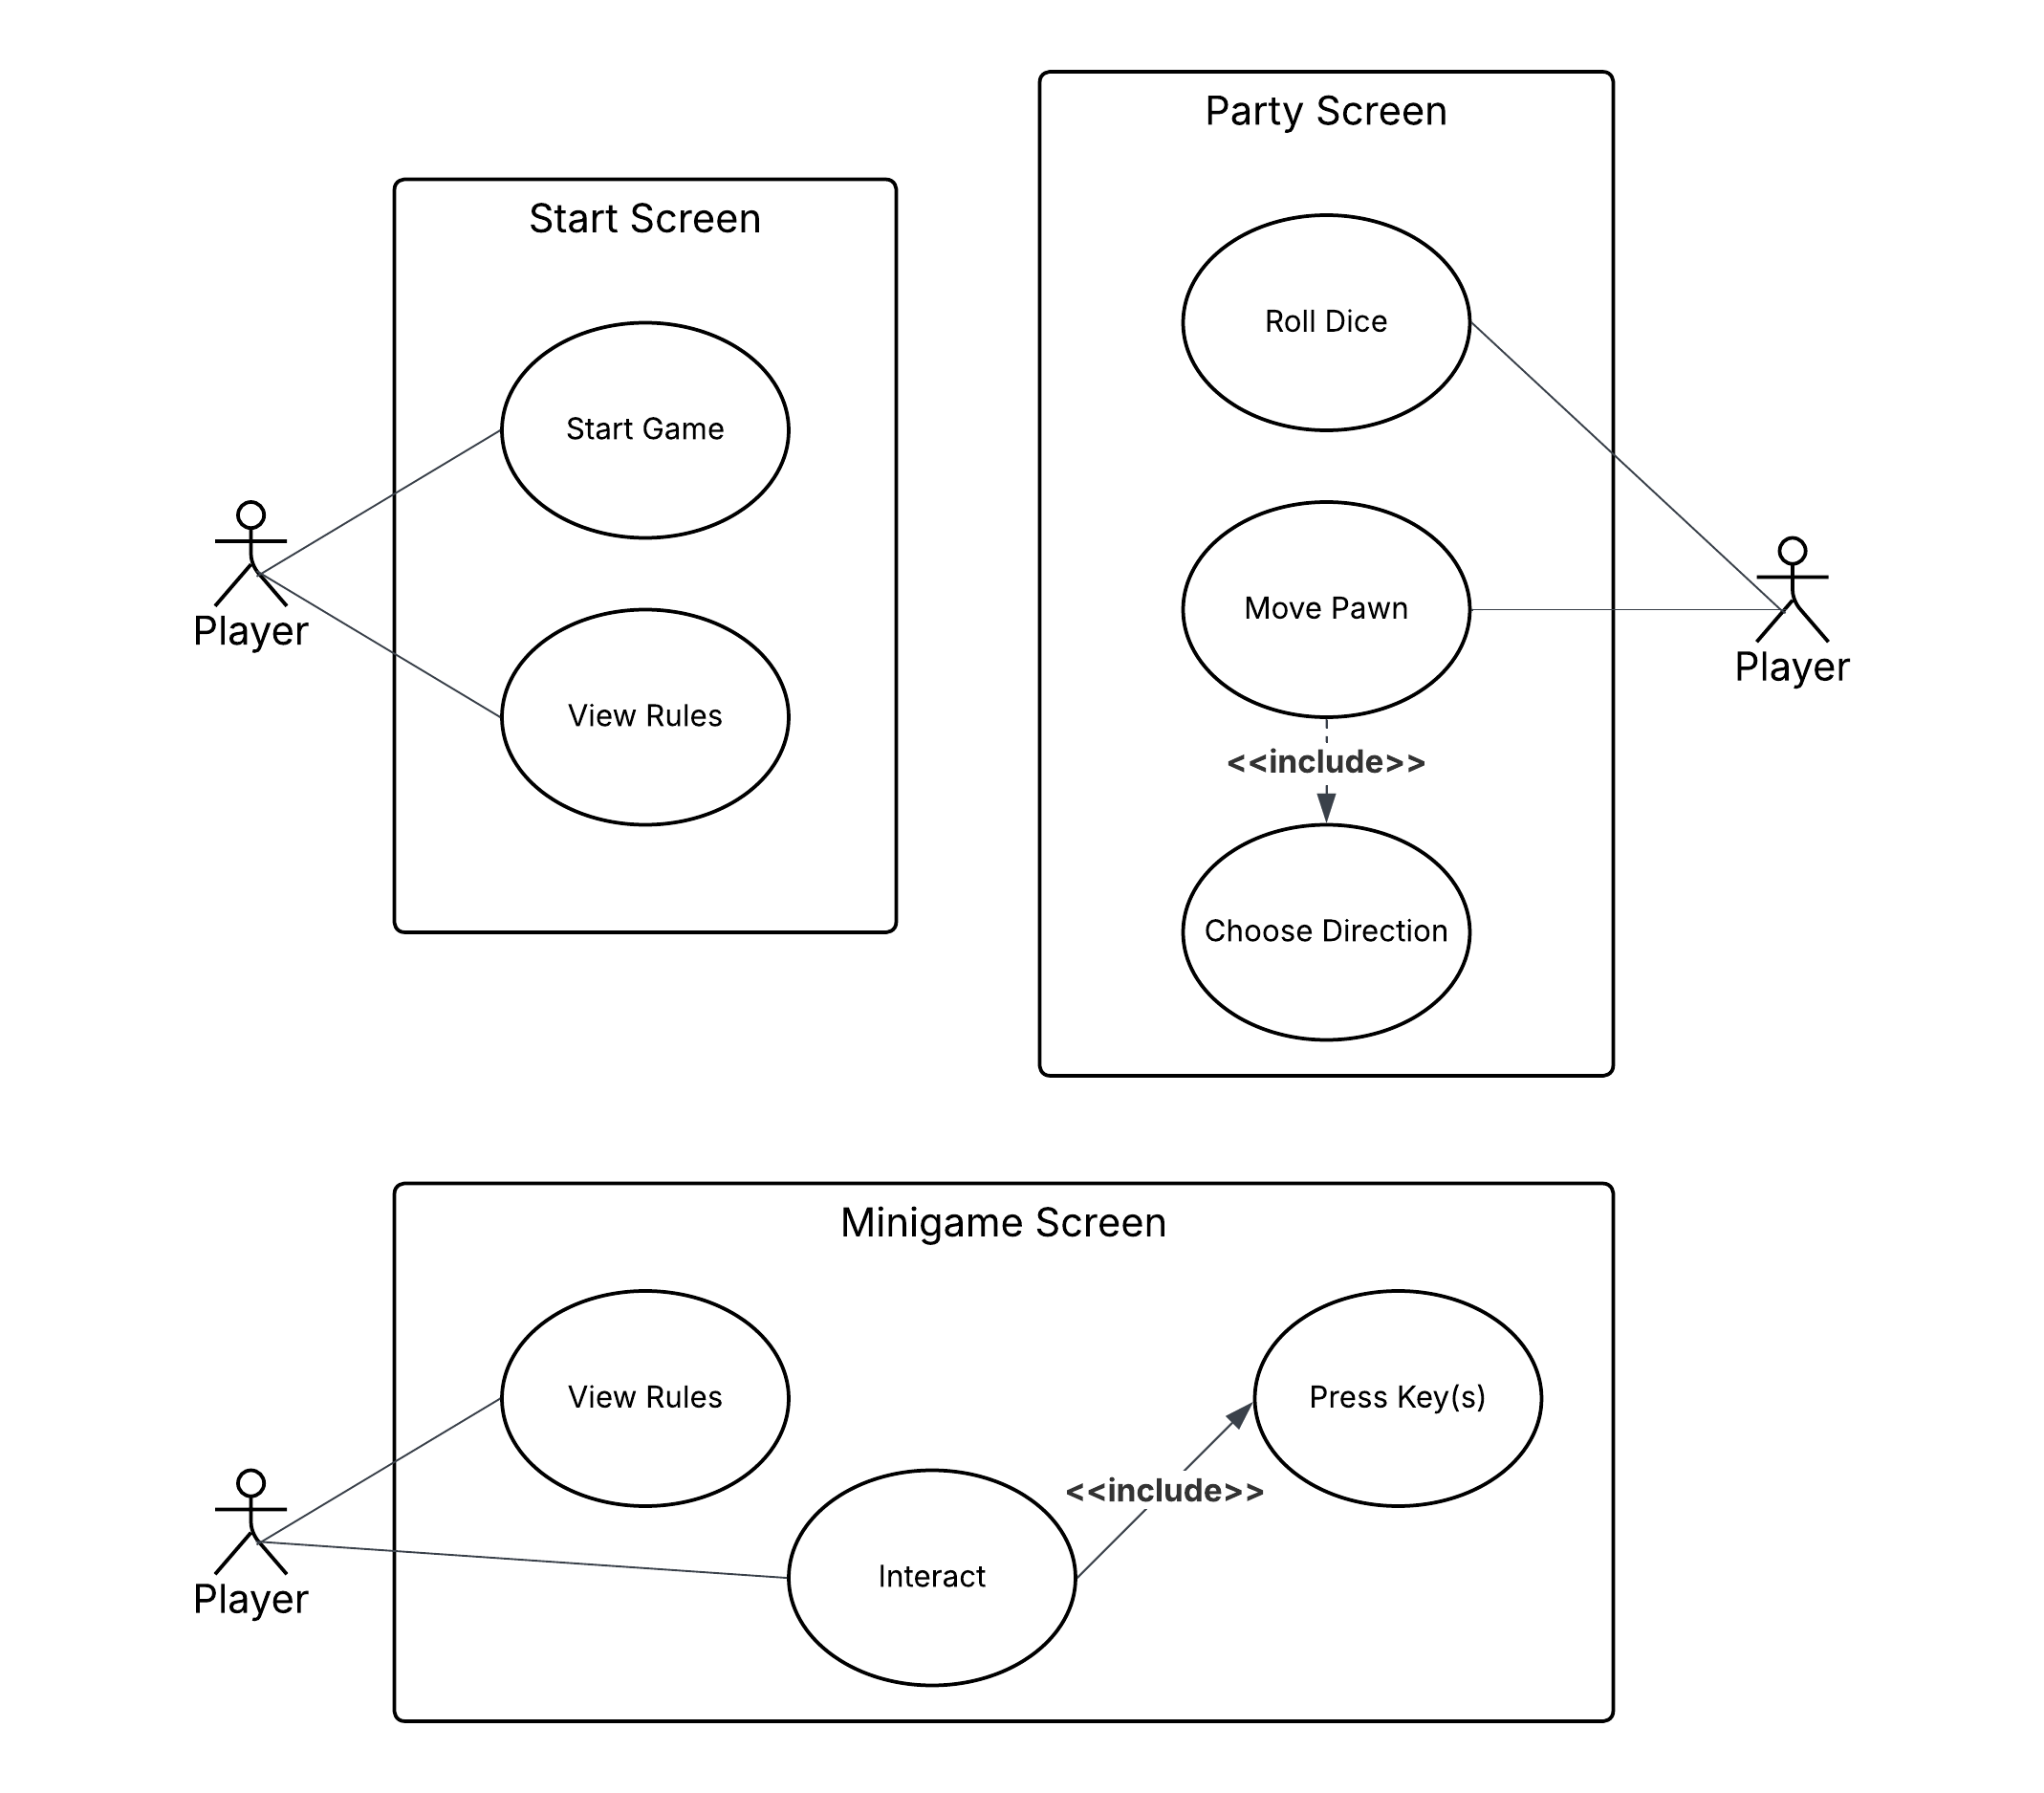 Start Screen
Start Game
View Rules
Player
Party Screen
Roll Dice
Move Pawn
<<include>>
Choose Direction
Player
Minigame Screen
View Rules
Press Key(s)
<<include>>
Interact
Player